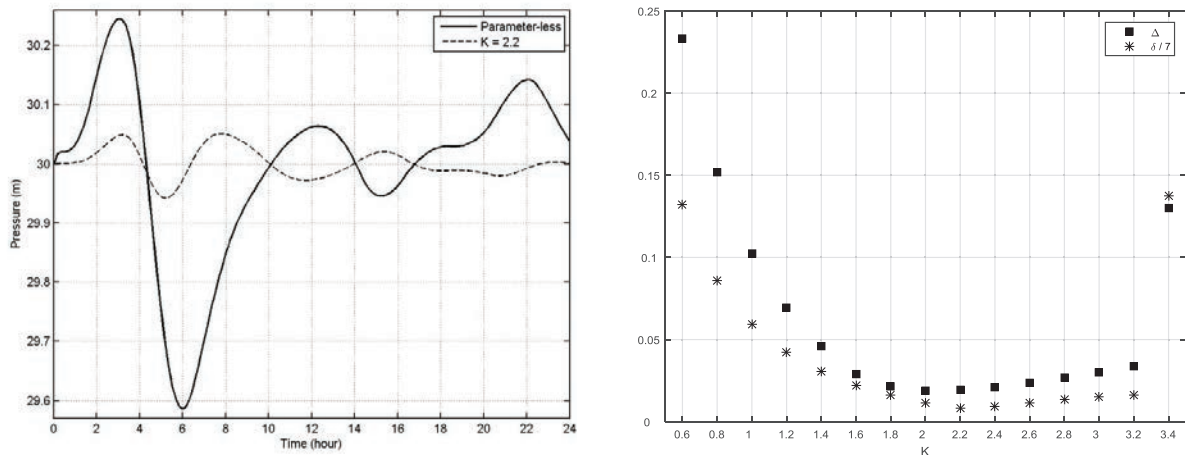 Parameter-less
K = 2.2
30.2
30.1
30
29.9
29.8
29.7
29.6
Pressure (m)
0 2 4 6 8 10 12 14 16 18 20 22 24
Time (hour)
Δ
δ / 7
0.25
0.2
0.15
0.1
0.05
0
0.6 0.8 1 1.2 1.4 1.6 1.8 2 2.2 2.4 2.6 2.8 3 3.2 3.4
K